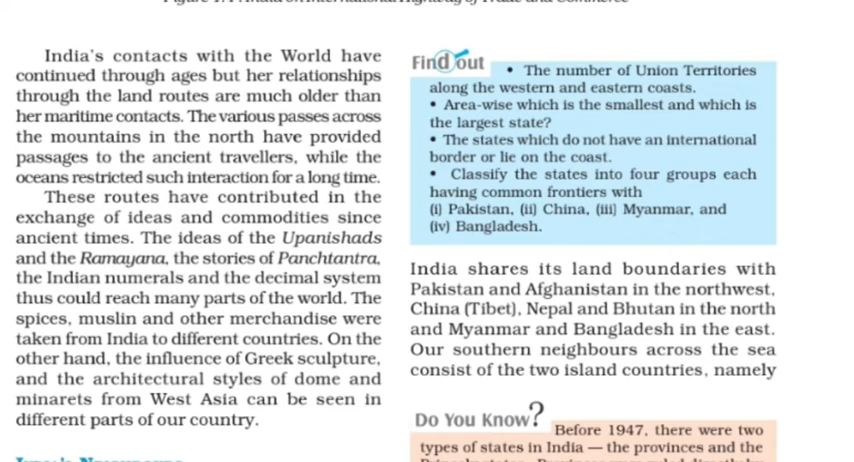 India's contacts with the World have
continued through ages but her relationships
through the land routes are much older than
her maritime contacts. The various passes across
the mountains in the north have provided
passages to the ancient travellers, while the
oceans restricted such interaction for a long time.
These routes have contributed in the
exchange of ideas and commodities since
ancient times. The ideas of the Upanishads
and the Ramayana, the stories of Panchtantra,
the Indian numerals and the decimal system
thus could reach many parts of the world. The
spices, muslin and other merchandise were
taken from India to different countries. On the
other hand, the influence of Greek sculpture,
and the architectural styles of dome and
minarets from West Asia can be seen in
different parts of our country.
Find out
• The number of Union Territories
along the western and eastern coasts.
• Area-wise which is the smallest and which is
the largest state?
• The states which do not have an international
border or lie on the coast.
• Classify the states into four groups each
having common frontiers with
(i) Pakistan, (ii) China, (iii) Myanmar, and
(iv) Bangladesh.
India shares its land boundaries with
Pakistan and Afghanistan in the northwest,
China (Tibet), Nepal and Bhutan in the north
and Myanmar and Bangladesh in the east.
Our southern neighbours across the sea
consist of the two island countries, namely
Do You Know?
Before 1947, there were two
types of states in India — the provinces and the